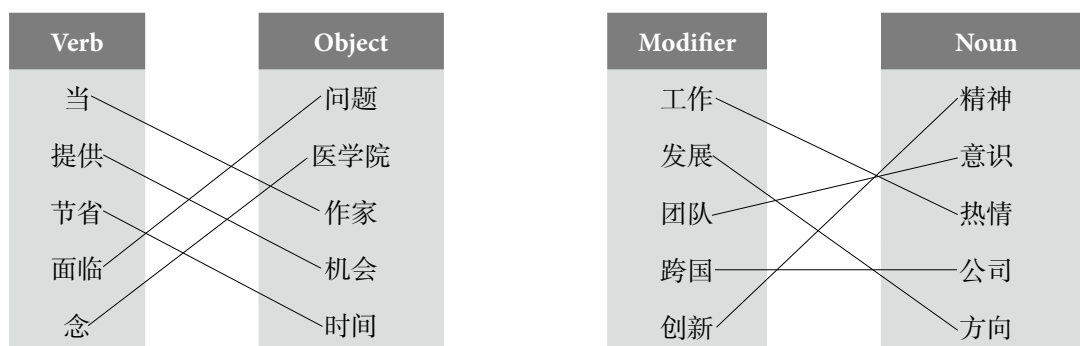 Verb Object Modifier Noun
当 问题 工作 精神
提供 医学院 发展 意识
节省 作家 团队 热情
面临 机会 跨国 公司
念 时间 创新 方向